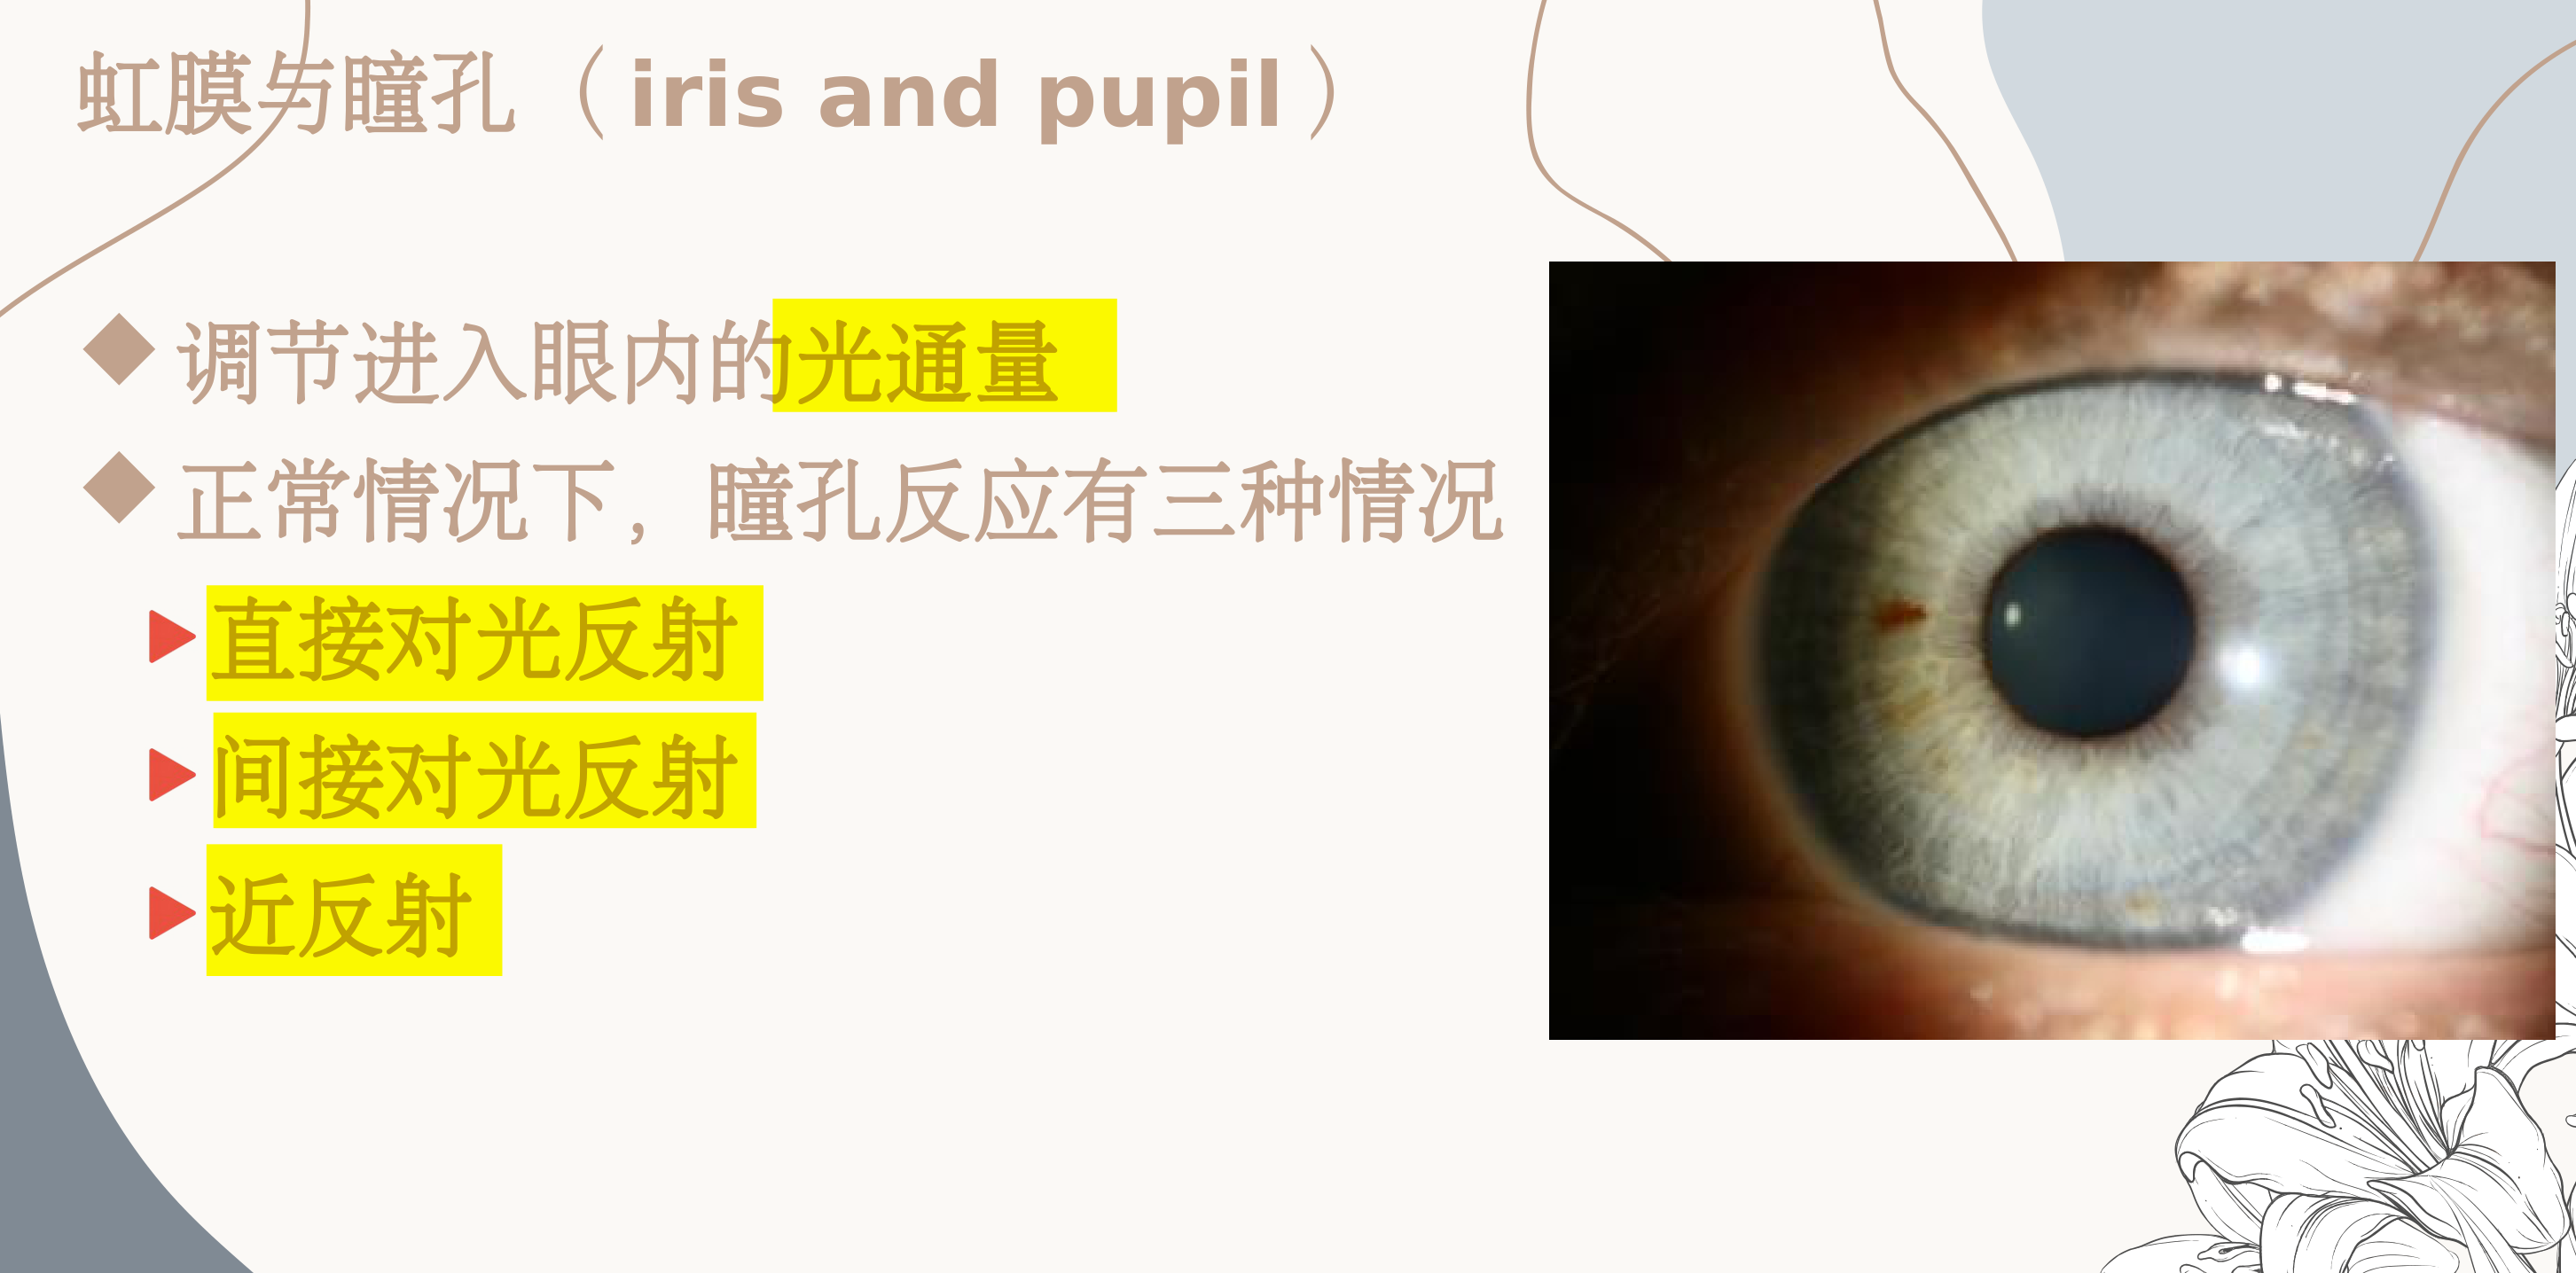 虹膜与瞳孔（iris and pupil）
调节进入眼内的光通量
正常情况下，瞳孔反应有三种情况
直接对光反射
间接对光反射
近反射